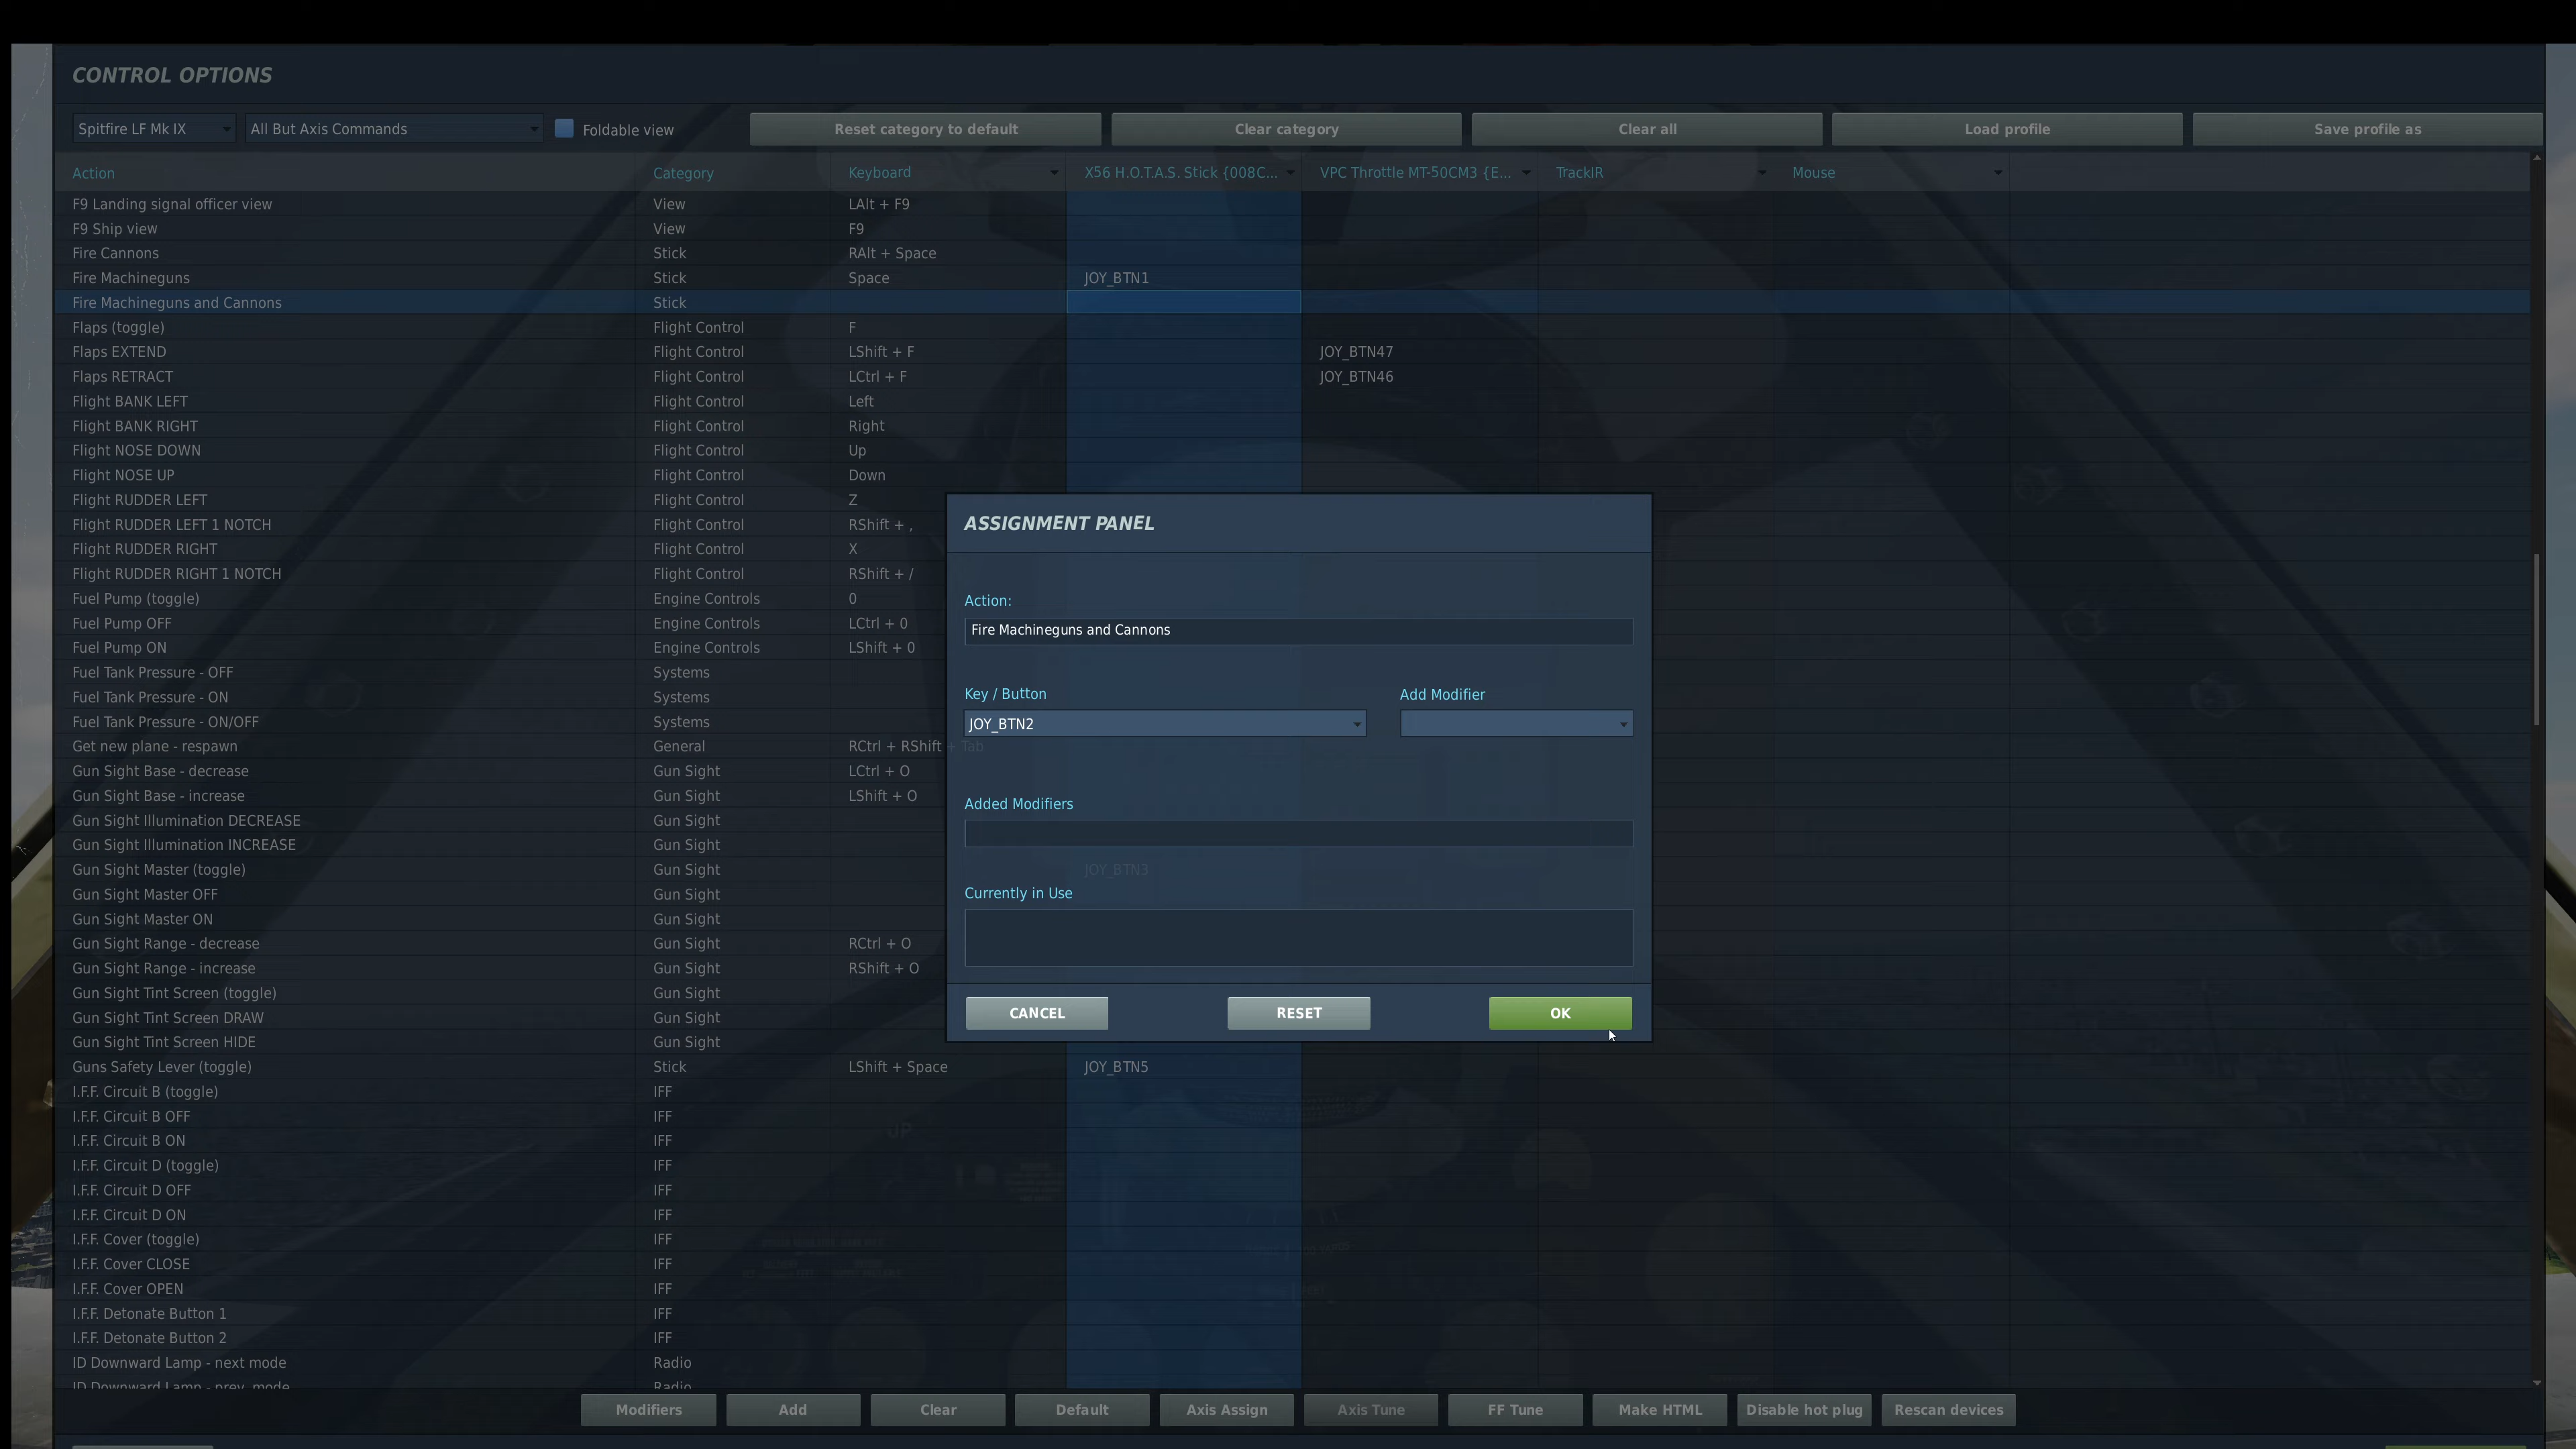 CONTROL OPTIONS
Spitfire LF Mk IX All But Axis Commands Foldable view Reset category to default Clear category Clear all Load profile Save profile as
Action Category Keyboard X56 H.O.T.A.S. Stick {008C... VPC Throttle MT-50CM3 {E... TrackIR Mouse
F9 Landing signal officer view View LAlt + F9
F9 Ship view View F9
Fire Cannons Stick RAlt + Space
Fire Machineguns Stick Space JOY_BTN1
Fire Machineguns and Cannons Stick
Flaps (toggle) Flight Control F
Flaps EXTEND Flight Control LShift + F JOY_BTN47
Flaps RETRACT Flight Control LCtrl + F JOY_BTN46
Flight BANK LEFT Flight Control Left
Flight BANK RIGHT Flight Control Right
Flight NOSE DOWN Flight Control Up
Flight NOSE UP Flight Control Down
Flight RUDDER LEFT Flight Control Z
Flight RUDDER LEFT 1 NOTCH Flight Control RShift + ,
Flight RUDDER RIGHT Flight Control X
Flight RUDDER RIGHT 1 NOTCH Flight Control RShift + /
Fuel Pump (toggle) Engine Controls 0
Fuel Pump OFF Engine Controls LCtrl + 0
Fuel Pump ON Engine Controls LShift + 0
Fuel Tank Pressure - OFF Systems
Fuel Tank Pressure - ON Systems
Fuel Tank Pressure - ON/OFF Systems
Get new plane - respawn General RCtrl + RShift + Tab
Gun Sight Base - decrease Gun Sight LCtrl + O
Gun Sight Base - increase Gun Sight LShift + O
Gun Sight Illumination DECREASE Gun Sight
Gun Sight Illumination INCREASE Gun Sight
Gun Sight Master (toggle) Gun Sight JOY_BTN3
Gun Sight Master OFF Gun Sight
Gun Sight Master ON Gun Sight
Gun Sight Range - decrease Gun Sight RCtrl + O
Gun Sight Range - increase Gun Sight RShift + O
Gun Sight Tint Screen (toggle) Gun Sight
Gun Sight Tint Screen DRAW Gun Sight
Gun Sight Tint Screen HIDE Gun Sight
Guns Safety Lever (toggle) Stick LShift + Space JOY_BTN5
I.F.F. Circuit B (toggle) IFF
I.F.F. Circuit B OFF IFF
I.F.F. Circuit B ON IFF
I.F.F. Circuit D (toggle) IFF
I.F.F. Circuit D OFF IFF
I.F.F. Circuit D ON IFF
I.F.F. Cover (toggle) IFF
I.F.F. Cover CLOSE IFF
I.F.F. Cover OPEN IFF
I.F.F. Detonate Button 1 IFF
I.F.F. Detonate Button 2 IFF
ID Downward Lamp - next mode Radio
ID Downward Lamp - prev. mode Radio
ASSIGNMENT PANEL
Action:
Fire Machineguns and Cannons
Key / Button Add Modifier
JOY_BTN2
Added Modifiers
Currently in Use
CANCEL RESET OK
Modifiers Add Clear Default Axis Assign Axis Tune FF Tune Make HTML Disable hot plug Rescan devices